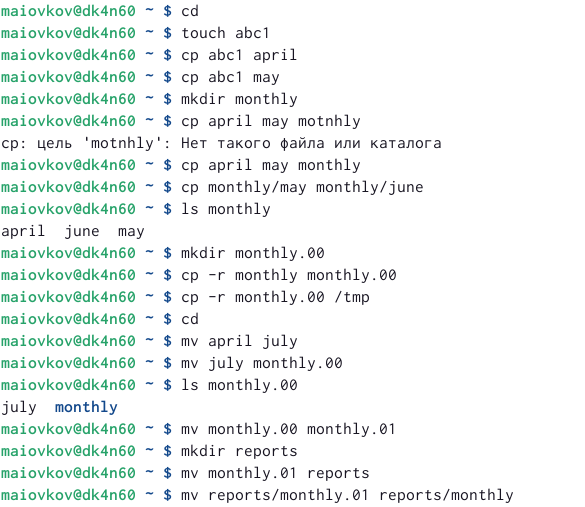 maiovkov@dk4n60 ~ $ cd
maiovkov@dk4n60 ~ $ touch abc1
maiovkov@dk4n60 ~ $ cp abc1 april
maiovkov@dk4n60 ~ $ cp abc1 may
maiovkov@dk4n60 ~ $ mkdir monthly
maiovkov@dk4n60 ~ $ cp april may motnhly
cp: цель 'motnhly': Нет такого файла или каталога
maiovkov@dk4n60 ~ $ cp april may monthly
maiovkov@dk4n60 ~ $ cp monthly/may monthly/june
maiovkov@dk4n60 ~ $ ls monthly
april  june  may
maiovkov@dk4n60 ~ $ mkdir monthly.00
maiovkov@dk4n60 ~ $ cp -r monthly monthly.00
maiovkov@dk4n60 ~ $ cp -r monthly.00 /tmp
maiovkov@dk4n60 ~ $ cd
maiovkov@dk4n60 ~ $ mv april july
maiovkov@dk4n60 ~ $ mv july monthly.00
maiovkov@dk4n60 ~ $ ls monthly.00
july  monthly
maiovkov@dk4n60 ~ $ mv monthly.00 monthly.01
maiovkov@dk4n60 ~ $ mkdir reports
maiovkov@dk4n60 ~ $ mv monthly.01 reports
maiovkov@dk4n60 ~ $ mv reports/monthly.01 reports/monthly